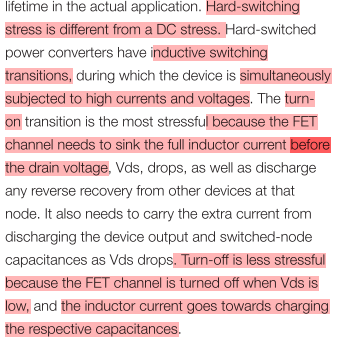 lifetime in the actual application. Hard-switching
stress is different from a DC stress. Hard-switched
power converters have inductive switching
transitions, during which the device is simultaneously
subjected to high currents and voltages. The turn-
on transition is the most stressful because the FET
channel needs to sink the full inductor current before
the drain voltage, Vds, drops, as well as discharge
any reverse recovery from other devices at that
node. It also needs to carry the extra current from
discharging the device output and switched-node
capacitances as Vds drops. Turn-off is less stressful
because the FET channel is turned off when Vds is
low, and the inductor current goes towards charging
the respective capacitances.